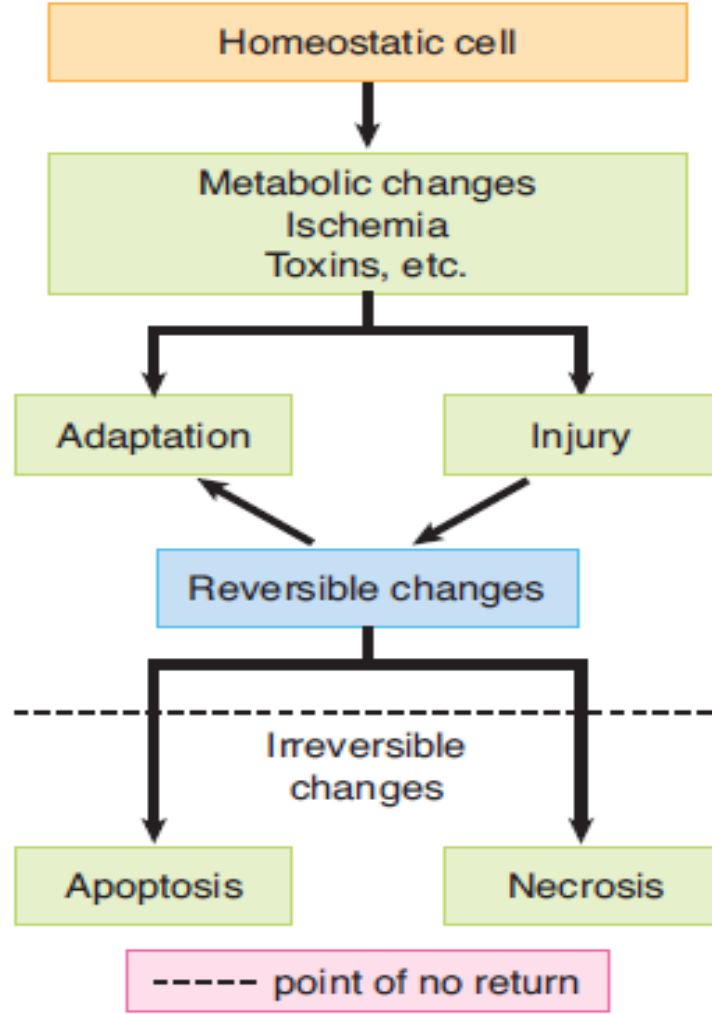 Homeostatic cell
Metabolic changes
Ischemia
Toxins, etc.
Adaptation
Injury
Reversible changes
Irreversible
changes
Apoptosis
Necrosis
point of no return